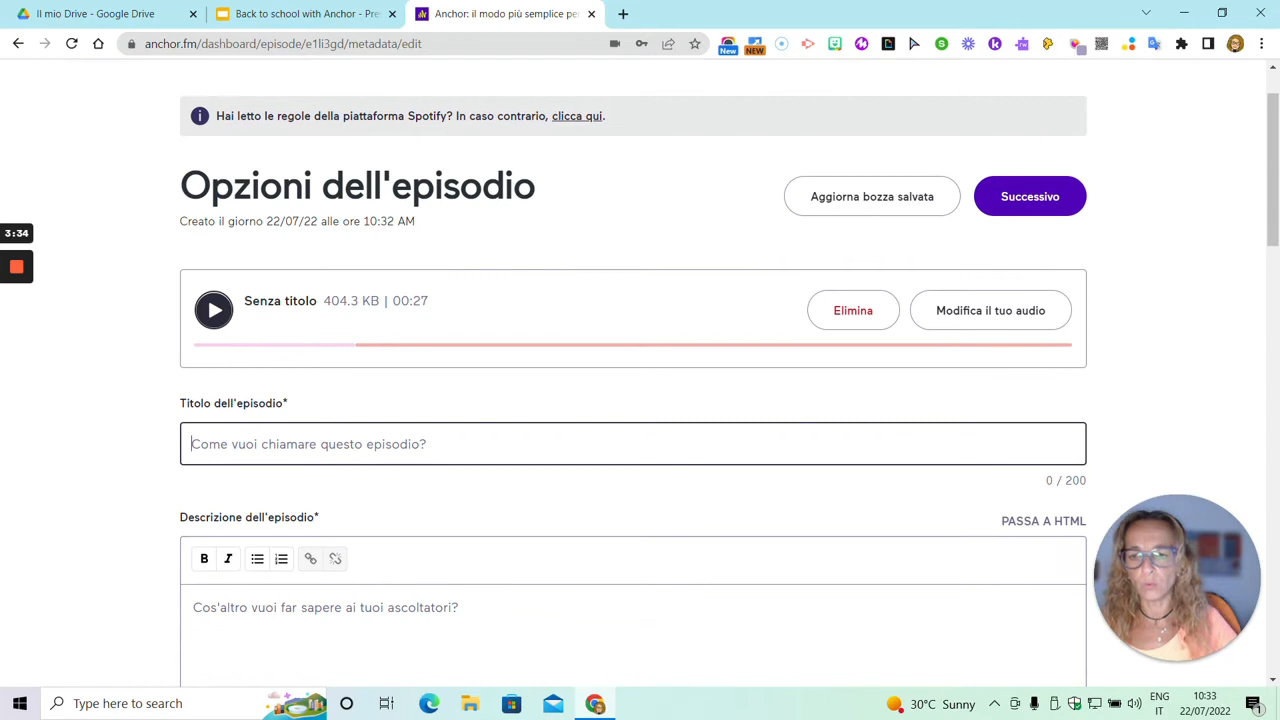 Il mio Drive - Google Drive
Back to school with Anchor - Pre
Anchor: il modo più semplice per
anchor.fm/dashboard/episode/e1li3gd/metadata/edit
New
NEW
Hai letto le regole della piattaforma Spotify? In caso contrario, clicca qui.
Opzioni dell'episodio
Aggiorna bozza salvata
Successivo
Creato il giorno 22/07/22 alle ore 10:32 AM
3:34
Senza titolo 404.3 KB | 00:27
Elimina
Modifica il tuo audio
Titolo dell'episodio*
Come vuoi chiamare questo episodio?
0 / 200
Descrizione dell'episodio*
PASSA A HTML
B I
Cos'altro vuoi far sapere ai tuoi ascoltatori?
Type here to search
30°C Sunny
ENG
IT
10:33
22/07/2022
1